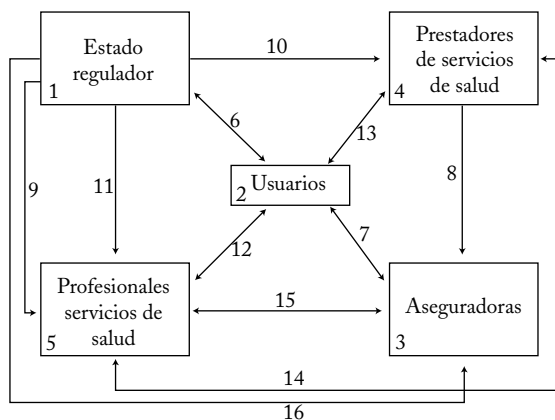 Estado
regulador
1
10
Prestadores
de servicios
de salud
4
6
13
9
11
Usuarios
2
8
12
7
Profesionales
servicios de
salud
5
15
Aseguradoras
3
14
16